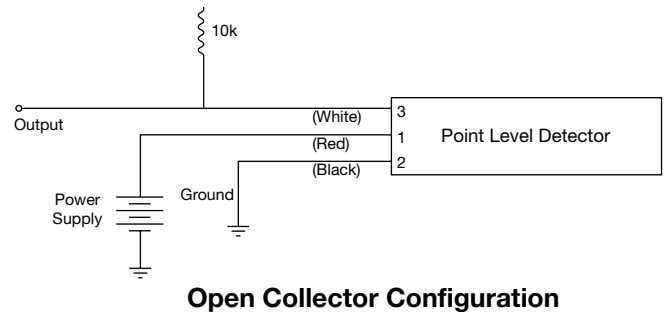 10k
Output
(White)
3
(Red)
1
Point Level Detector
(Black)
2
Power
Supply
Ground
Open Collector Configuration